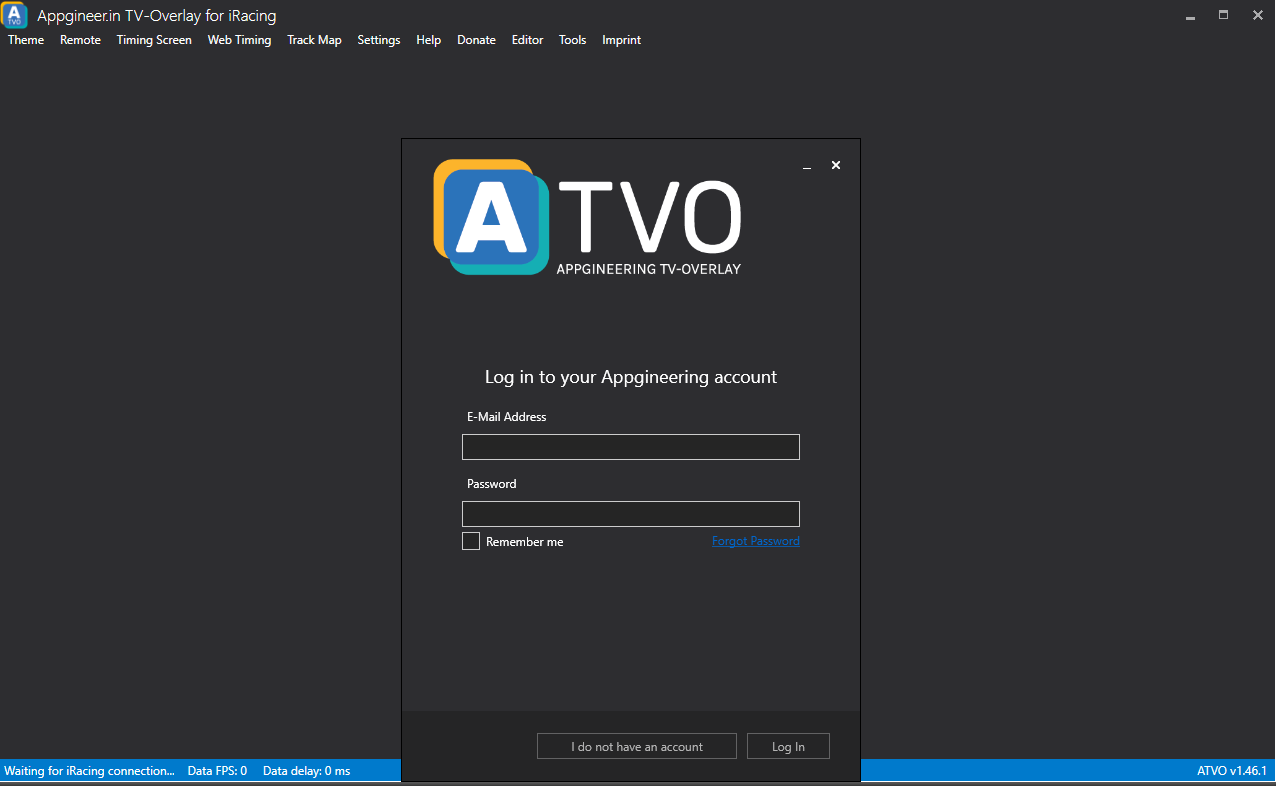 A TVO
Appgineer.in TV-Overlay for iRacing
Theme Remote Timing Screen Web Timing Track Map Settings Help Donate Editor Tools Imprint
A TVO
APPGINEERING TV-OVERLAY
Log in to your Appgineering account
E-Mail Address
Password
Remember me Forgot Password
I do not have an account Log In
Waiting for iRacing connection... Data FPS: 0 Data delay: 0 ms ATVO v1.46.1